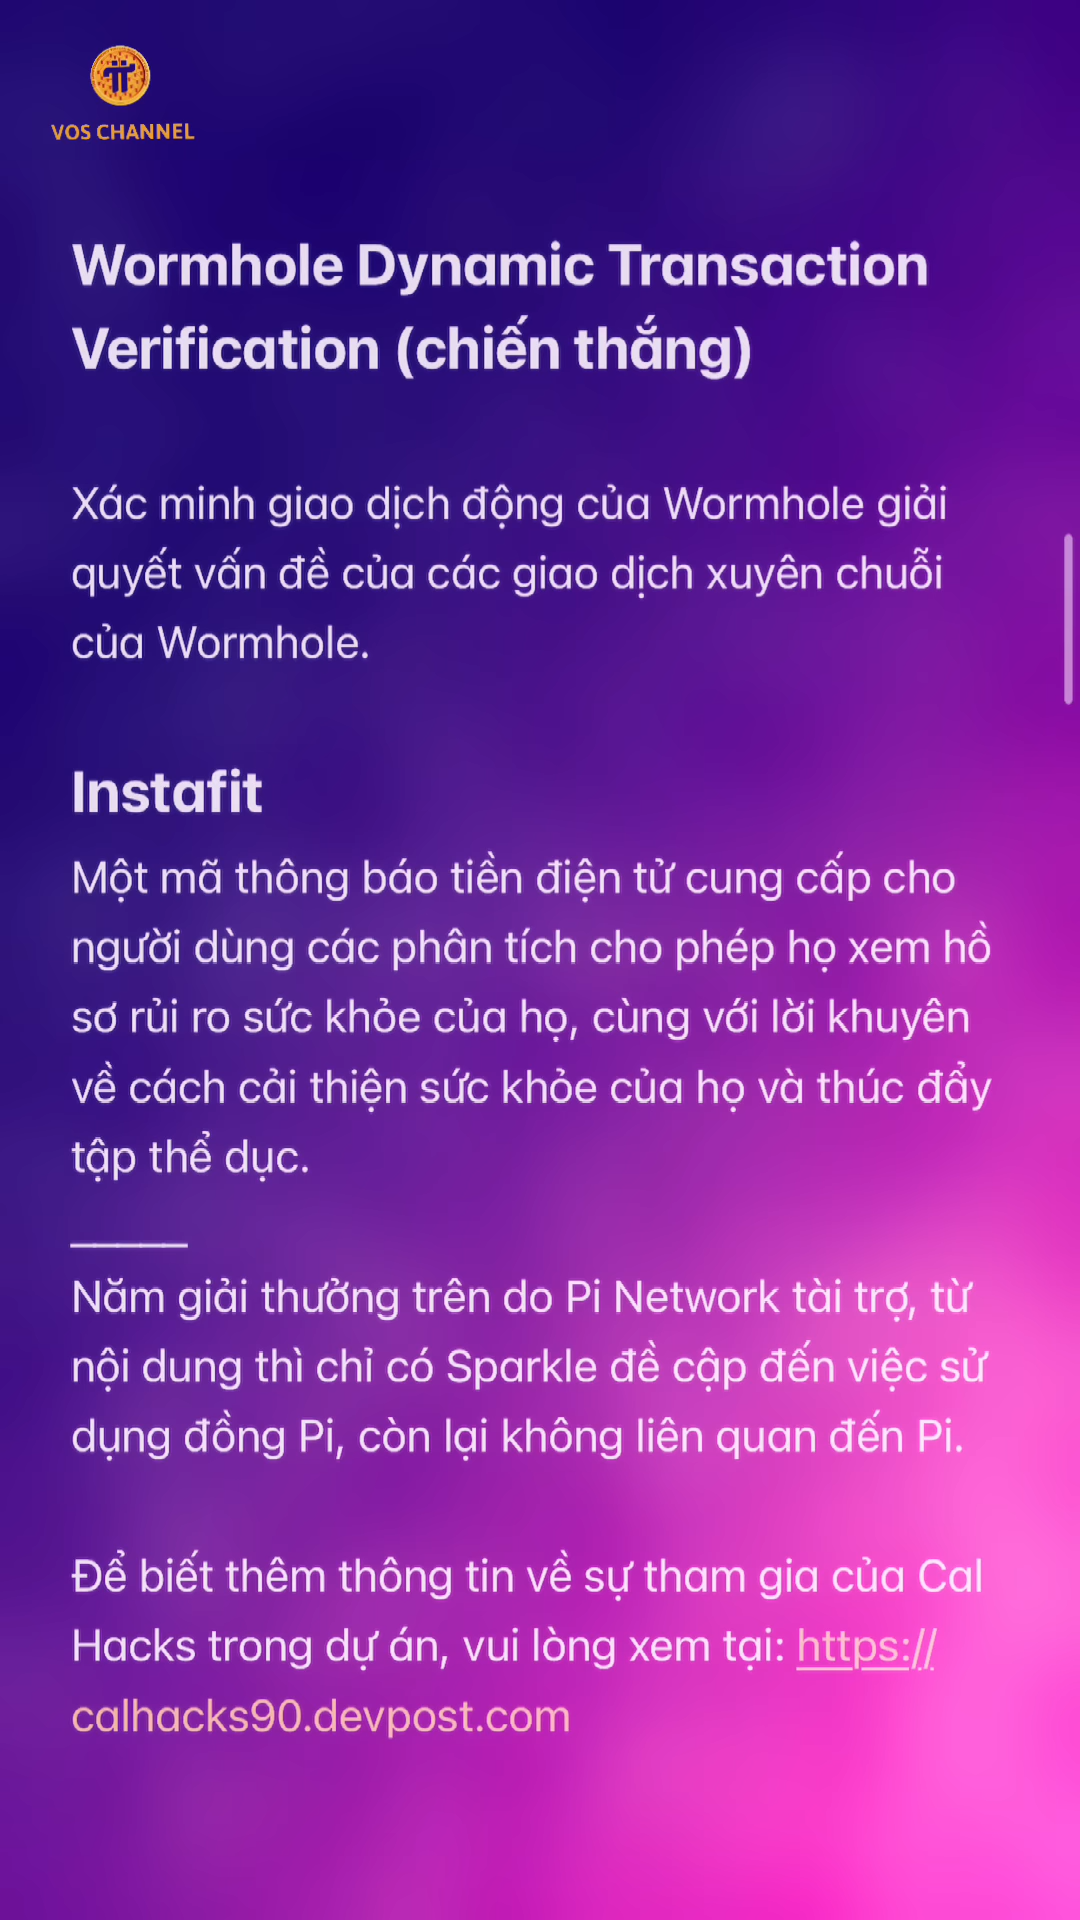 VOS CHANNEL
Wormhole Dynamic Transaction
Verification (chiến thắng)
Xác minh giao dịch động của Wormhole giải
quyết vấn đề của các giao dịch xuyên chuỗi
của Wormhole.
Instafit
Một mã thông báo tiền điện tử cung cấp cho
người dùng các phân tích cho phép họ xem hồ
sơ rủi ro sức khỏe của họ, cùng với lời khuyên
về cách cải thiện sức khỏe của họ và thúc đẩy
tập thể dục.
_____
Năm giải thưởng trên do Pi Network tài trợ, từ
nội dung thì chỉ có Sparkle đề cập đến việc sử
dụng đồng Pi, còn lại không liên quan đến Pi.
Để biết thêm thông tin về sự tham gia của Cal
Hacks trong dự án, vui lòng xem tại: https://
calhacks90.devpost.com